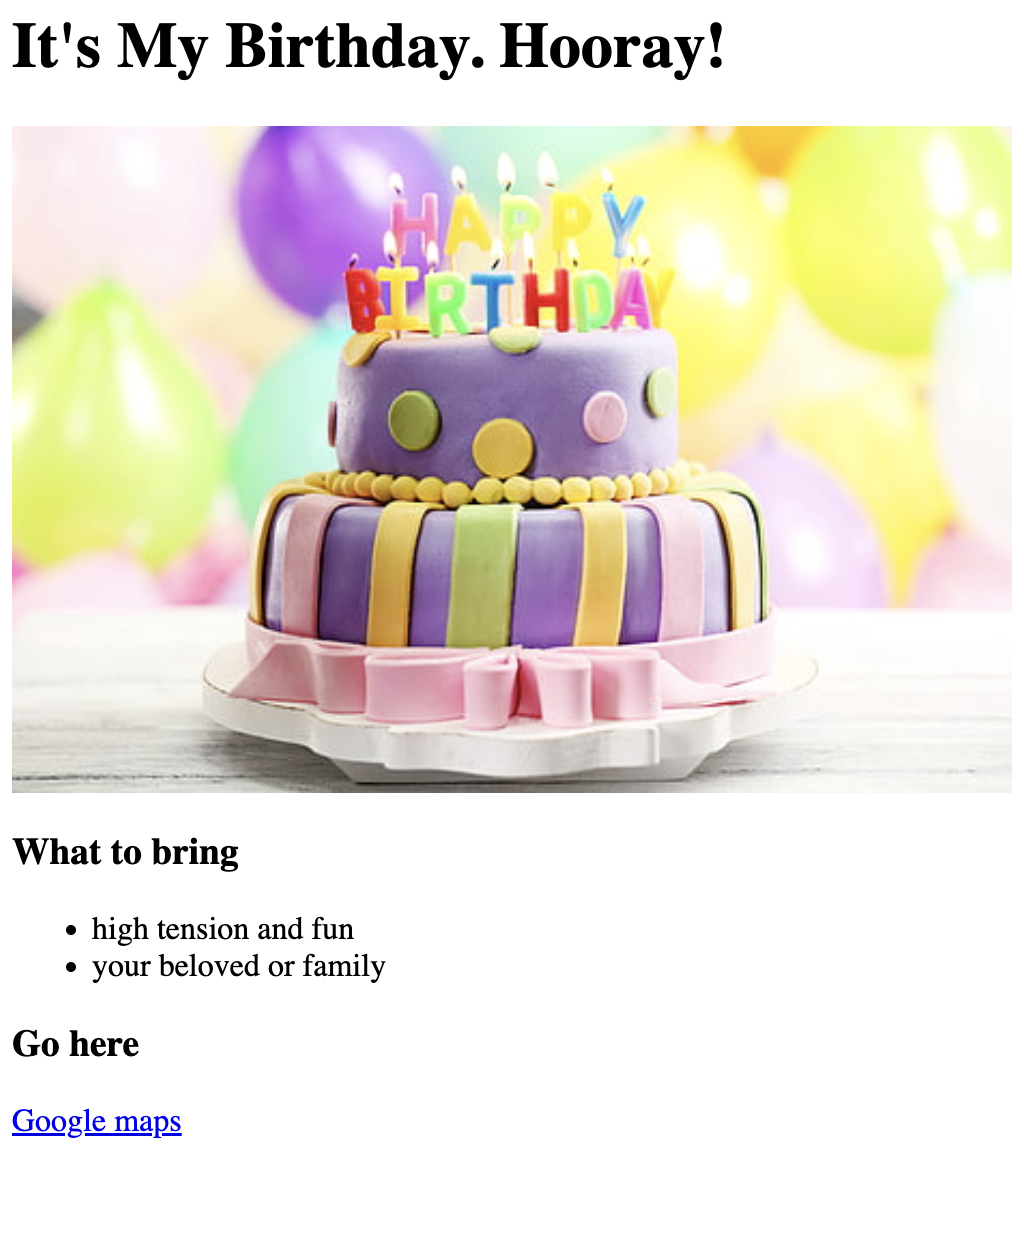 It's My Birthday. Hooray!
HAPPY
BIRTHDAY
What to bring
high tension and fun
your beloved or family
Go here
Google maps